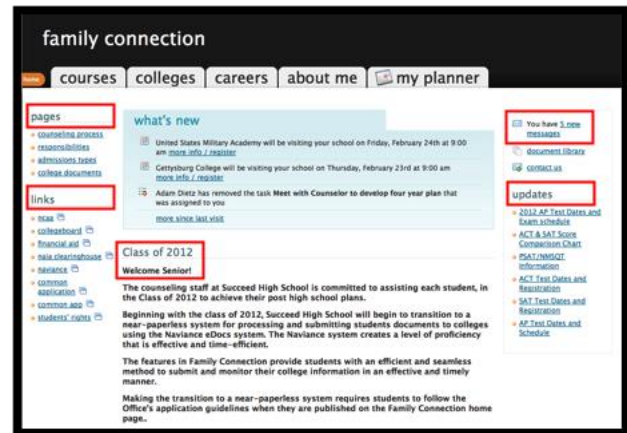 family connection
home
courses
colleges
careers
about me
my planner
pages
counseling process
responsibilities
admissions types
college documents
links
ncaa
collegeboard
financial aid
naia clearinghouse
naviance
common
application
common app
students' rights
what's new
United States Military Academy will be visiting your school on Friday, February 24th at 9:00
am more info / register
Gettysburg College will be visiting your school on Thursday, February 23rd at 9:00 am
more info / register
Adam Dietz has removed the task Meet with Counselor to develop four year plan that
was assigned to you
more since last visit
Class of 2012
Welcome Senior!
The counseling staff at Succeed High School is committed to assisting each student, in
the Class of 2012 to achieve their post high school plans.
Beginning with the class of 2012, Succeed High School will begin to transition to a
near-paperless system for processing and submitting students documents to colleges
using the Naviance eDocs system. The Naviance system creates a level of proficiency
that is effective and time-efficient.
The features in Family Connection provide students with an efficient and seamless
method to submit and monitor their college information in an effective and timely
manner.
Making the transition to a near-paperless system requires students to follow the
Office's application guidelines when they are published on the Family Connection home
page..
You have 5 new
messages
document library
contact us
updates
2012 AP Test Dates and
Exam schedule
ACT & SAT Score
Comparison Chart
PSAT/NMSQT
Information
ACT Test Dates and
Registration
SAT Test Dates and
Registration
AP Test Dates and
Schedule